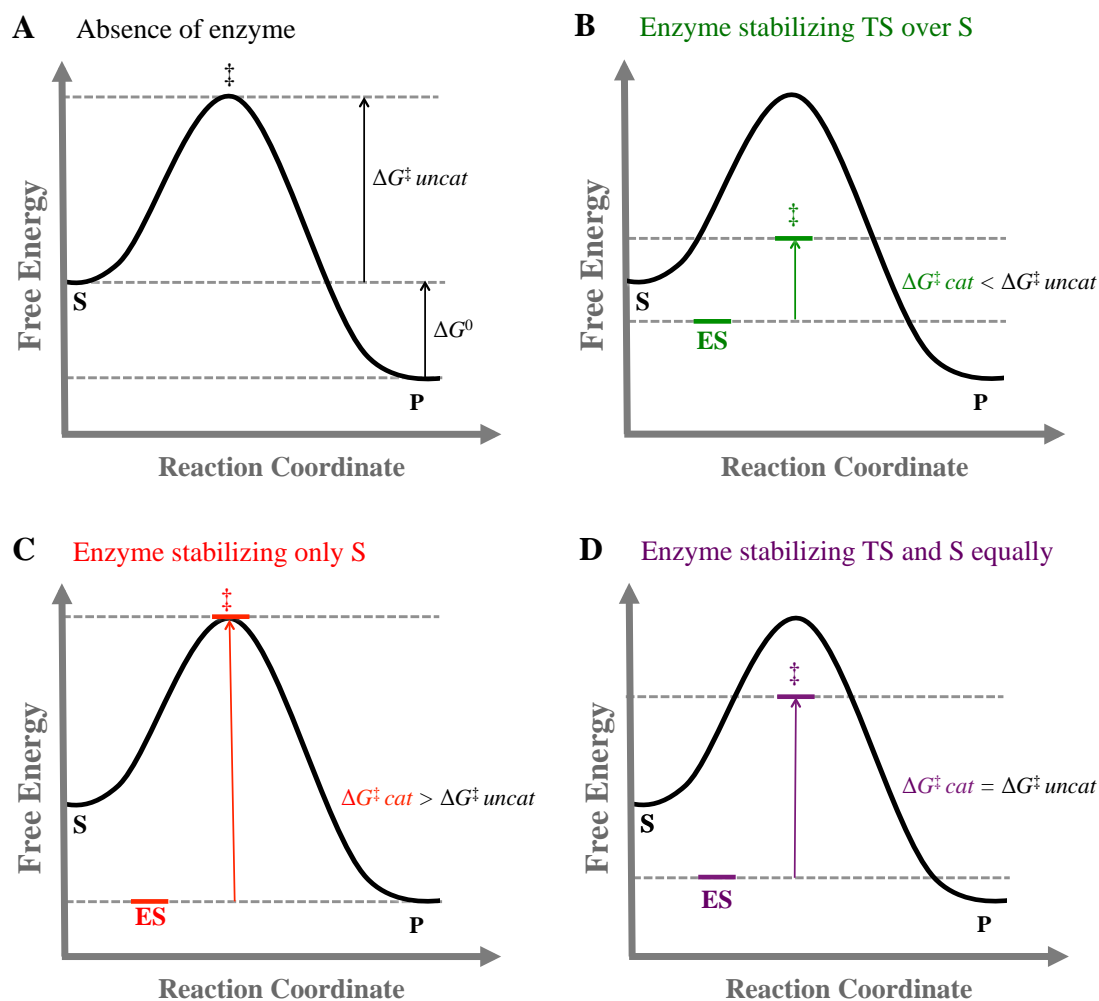 A Absence of enzyme
‡
ΔG‡ uncat
S
ΔG⁰
P
Free Energy
Reaction Coordinate
B Enzyme stabilizing TS over S
‡
S
ΔG‡ cat < ΔG‡ uncat
ES
P
Free Energy
Reaction Coordinate
C Enzyme stabilizing only S
‡
ΔG‡ cat > ΔG‡ uncat
S
ES
P
Free Energy
Reaction Coordinate
D Enzyme stabilizing TS and S equally
‡
ΔG‡ cat = ΔG‡ uncat
S
ES
P
Free Energy
Reaction Coordinate